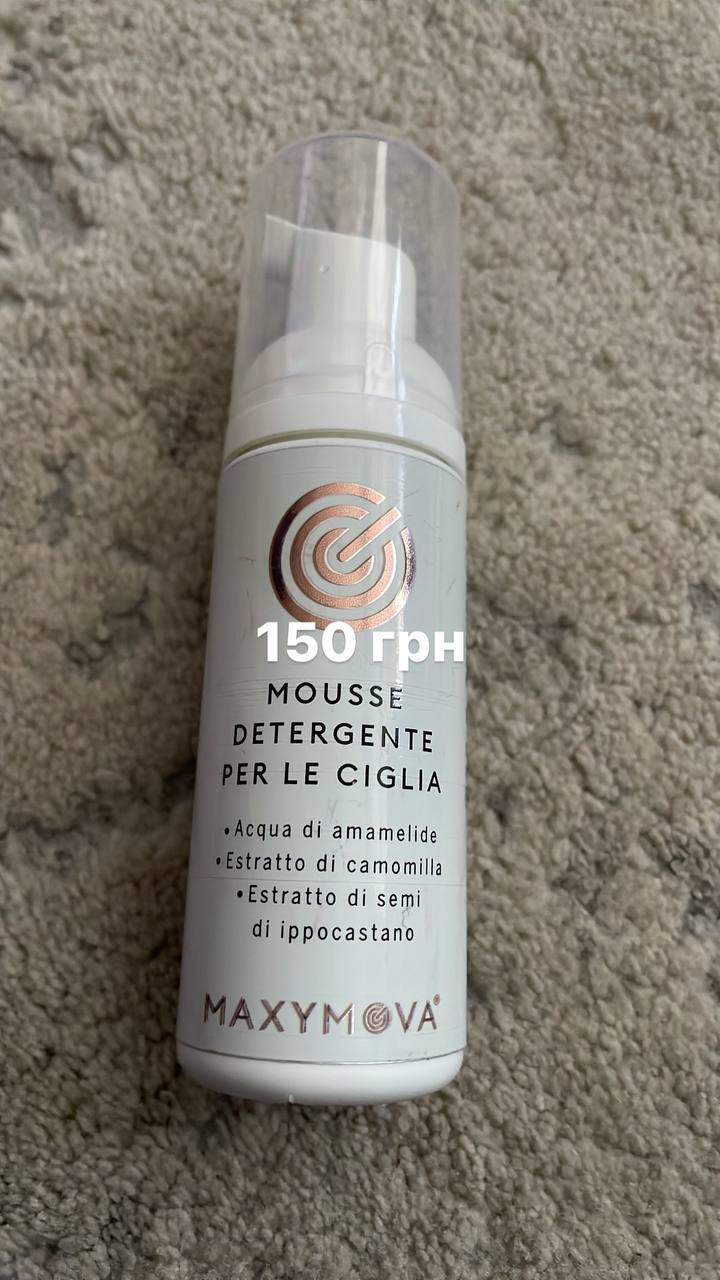 150 грн
MOUSSE
DETERGENTE
PER LE CIGLIA
•Acqua di amamelide
•Estratto di camomilla
•Estratto di semi
di ippocastano
MAXYMOVA®